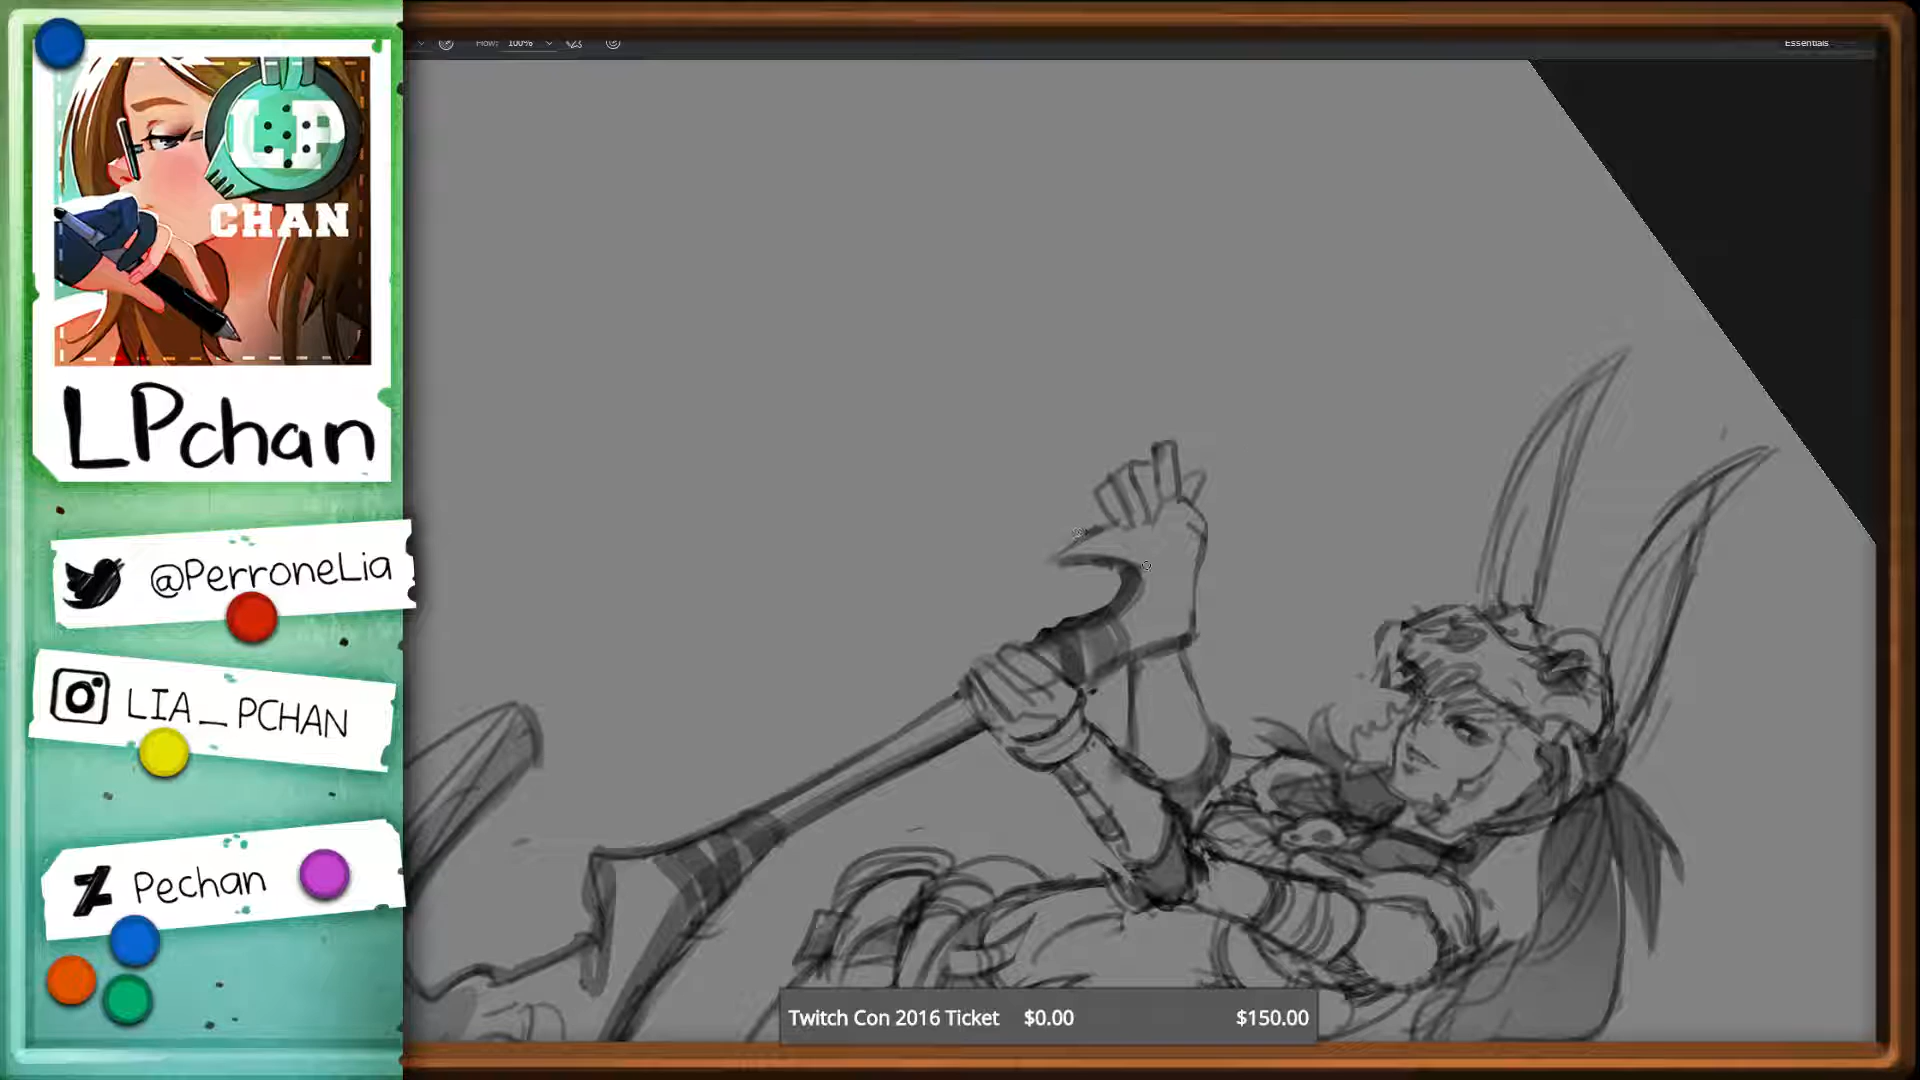 Flow: 100%
Essentials
LP
CHAN
LPchan
@PerroneLia
LIA_PCHAN
Pechan
Twitch Con 2016 Ticket $0.00 $150.00